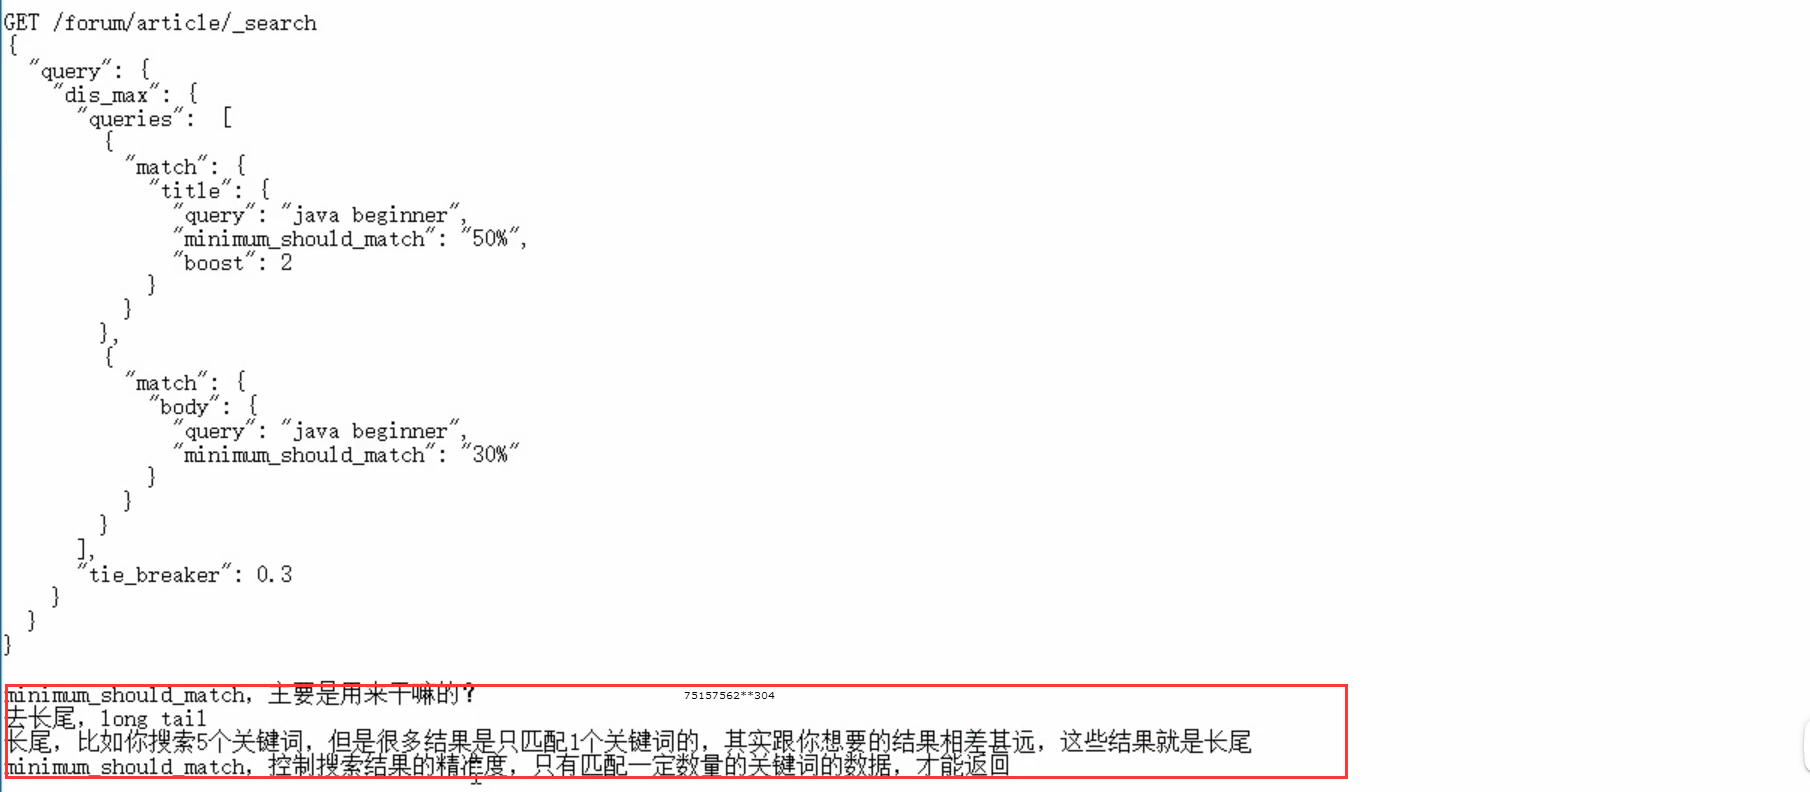 GET /forum/article/_search
{
  "query": {
    "dis_max": {
      "queries":  [
        {
          "match": {
            "title": {
              "query": "java beginner",
              "minimum_should_match": "50%",
              "boost": 2
            }
          }
        },
        {
          "match": {
            "body": {
              "query": "java beginner",
              "minimum_should_match": "30%"
            }
          }
        }
      ],
      "tie_breaker": 0.3
    }
  }
}
minimum_should_match，主要是用来干嘛的？
75157562**304
去长尾，long tail
长尾，比如你搜索5个关键词，但是很多结果是只匹配1个关键词的，其实跟你想要的结果相差甚远，这些结果就是长尾
minimum_should_match，控制搜索结果的精准度，只有匹配一定数量的关键词的数据，才能返回